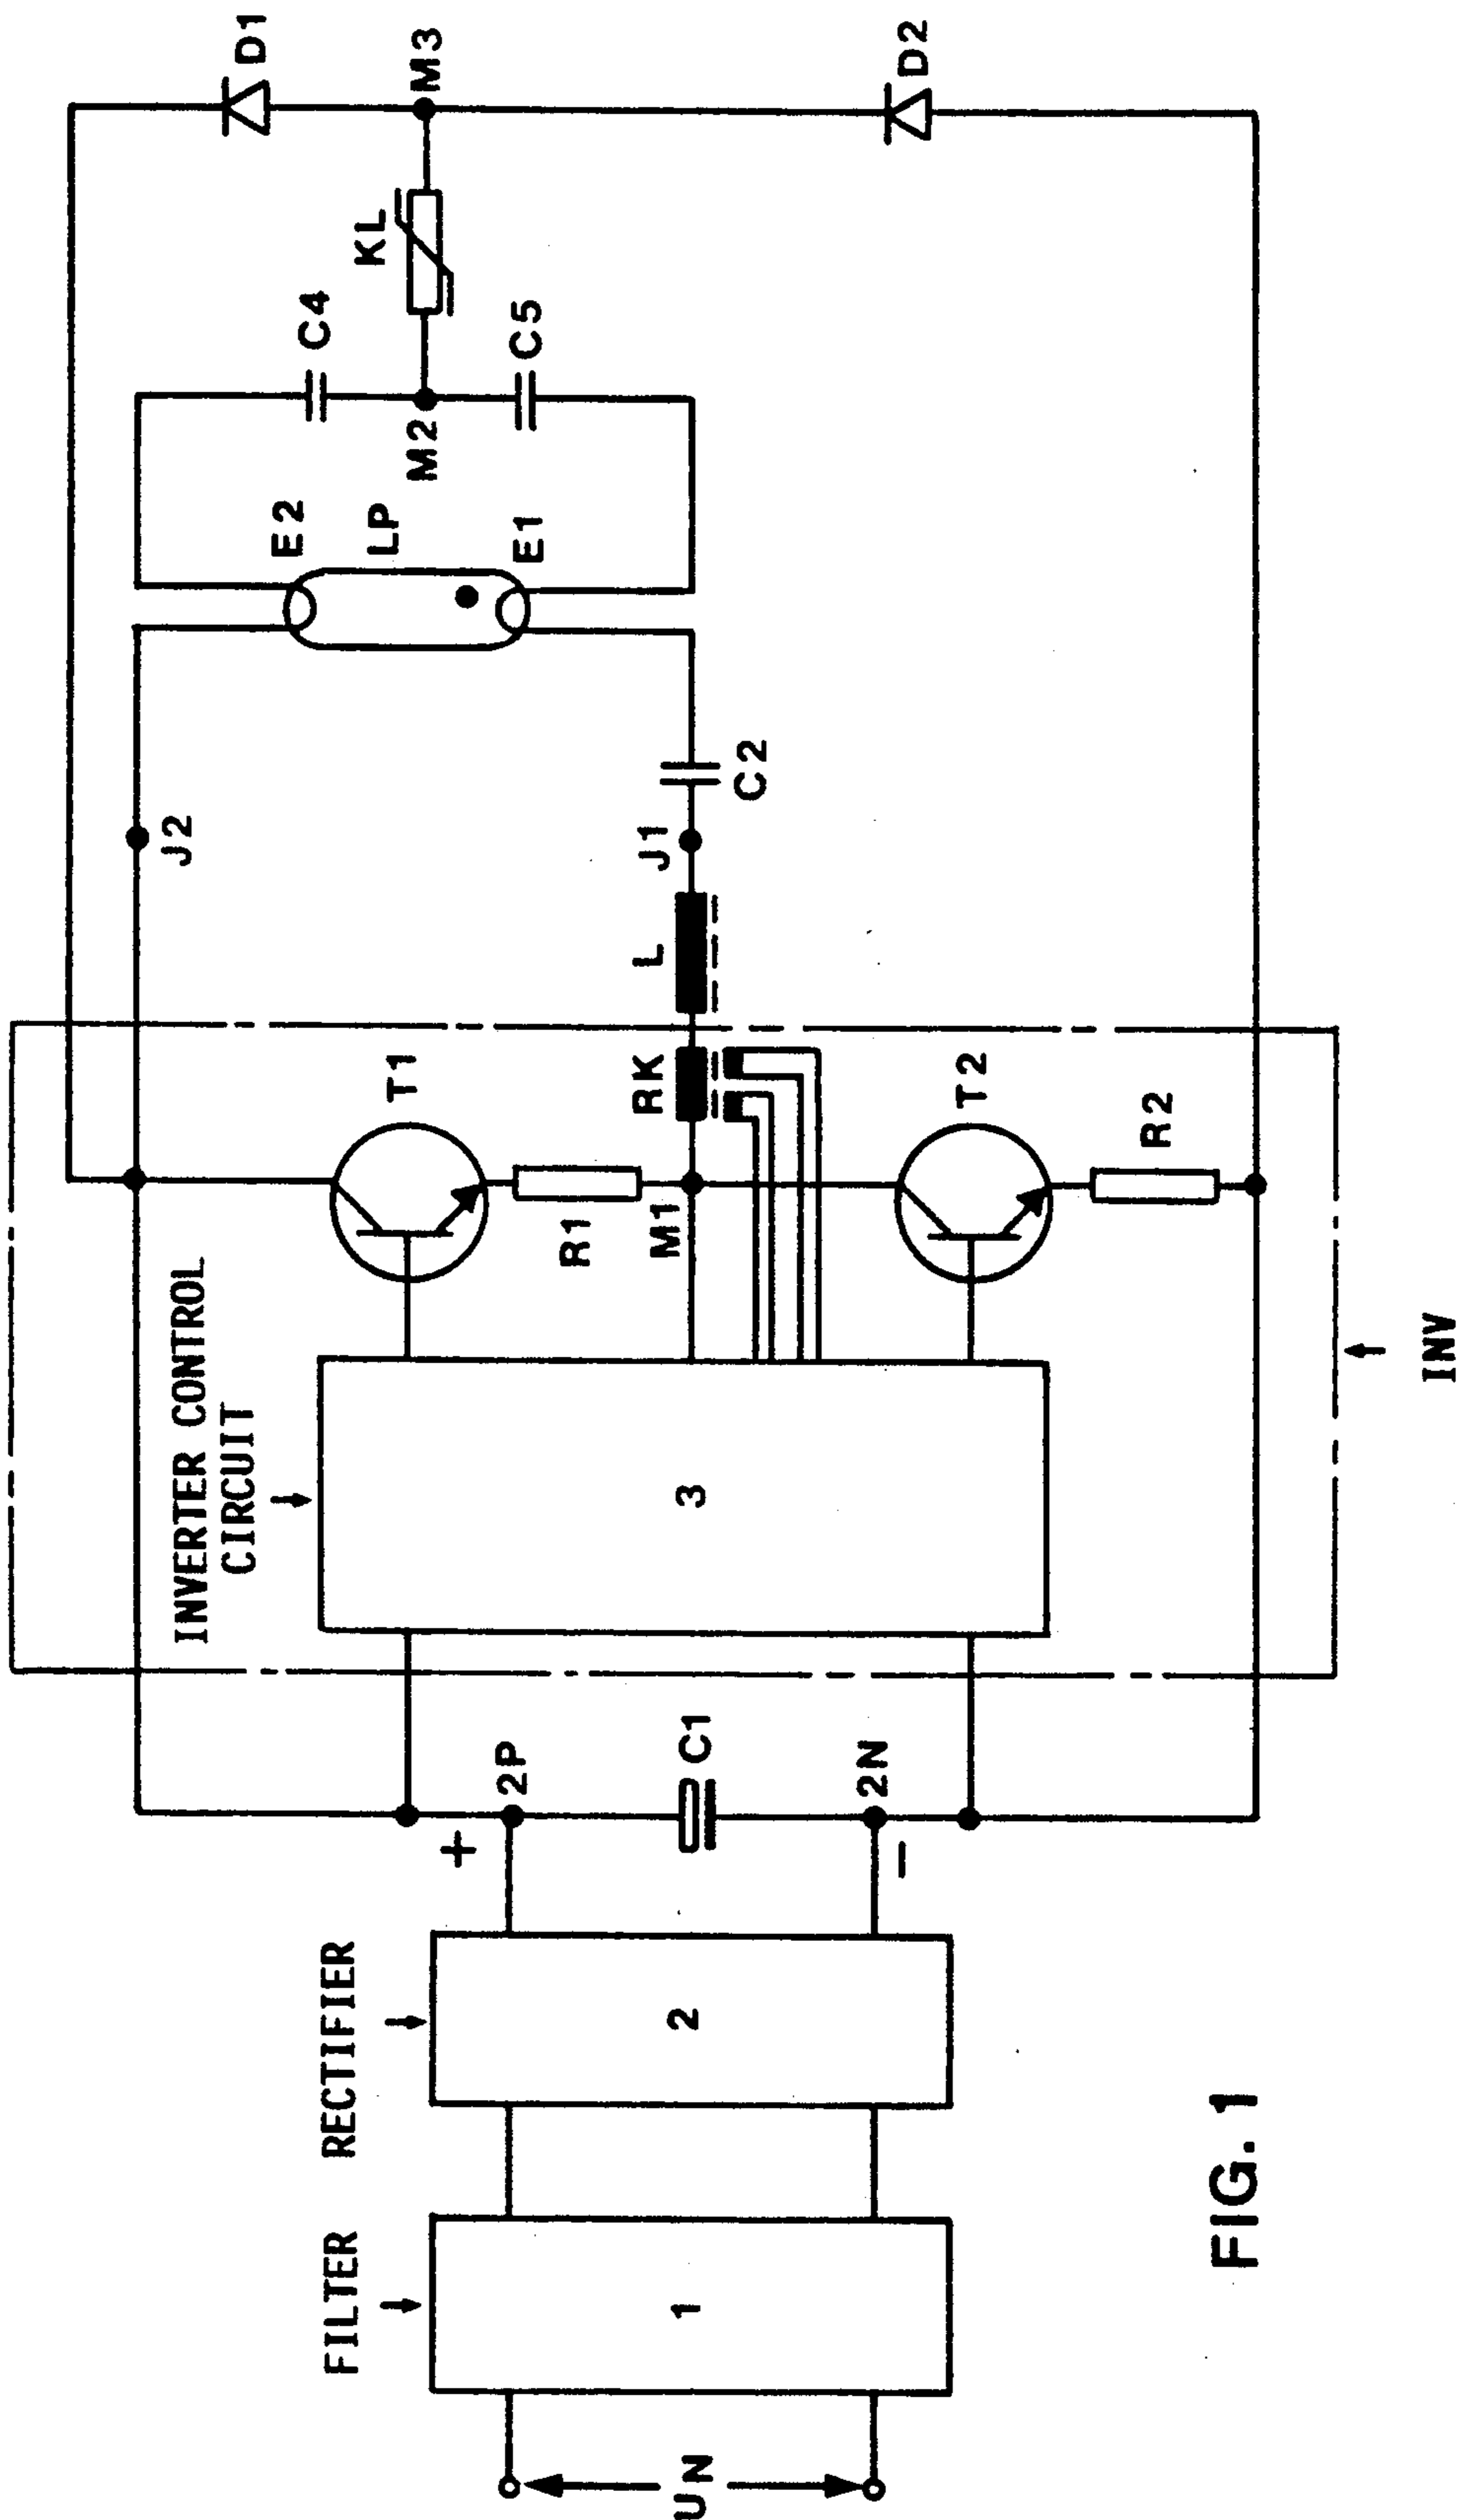 UN
FILTER
1
RECTIFIER
2
+
2P
C1
2N
−
INVERTER CONTROL
CIRCUIT
3
T1
R1
M1
RK
T2
R2
INV
L
J2
J1
C2
E2
LP
E1
M2
C4
C5
KL
M3
D1
D2
FIG. 1